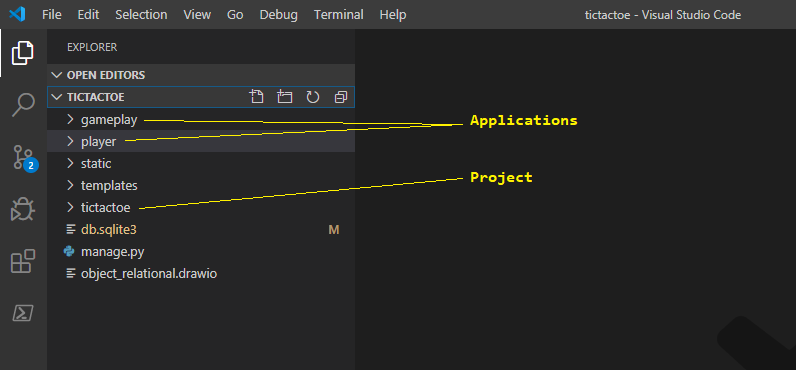 File Edit Selection View Go Debug Terminal Help tictactoe - Visual Studio Code
EXPLORER
OPEN EDITORS
TICTACTOE
gameplay
Applications
player
static
templates
Project
tictactoe
db.sqlite3 M
manage.py
object_relational.drawio
2